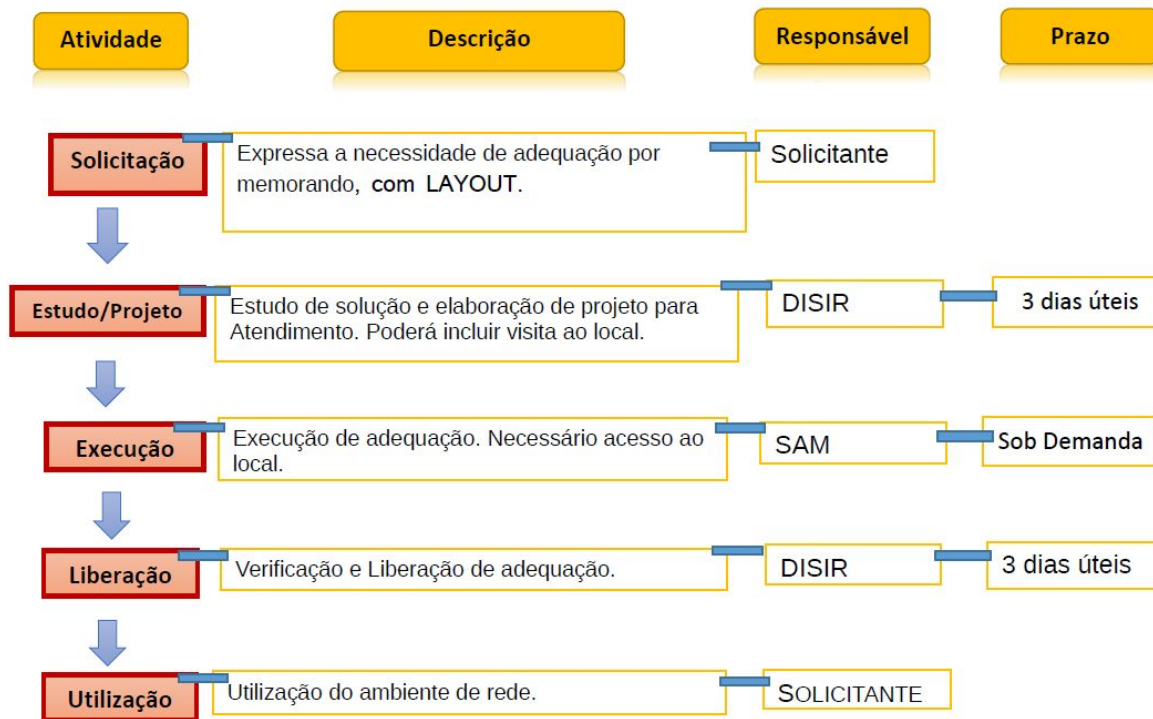 Atividade
Descrição
Responsável
Prazo
Solicitação
Expressa a necessidade de adequação por
memorando, com LAYOUT.
Solicitante
Estudo/Projeto
Estudo de solução e elaboração de projeto para
Atendimento. Poderá incluir visita ao local.
DISIR
3 dias úteis
Execução
Execução de adequação. Necessário acesso ao
local.
SAM
Sob Demanda
Liberação
Verificação e Liberação de adequação.
DISIR
3 dias úteis
Utilização
Utilização do ambiente de rede.
SOLICITANTE